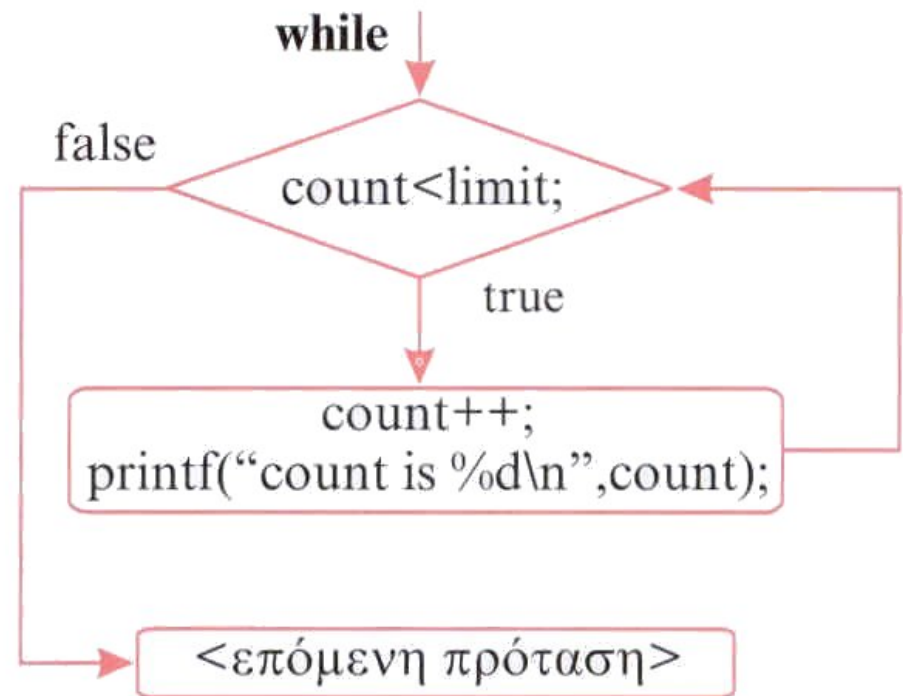 while
false
count<limit;
true
count++;
printf(“count is %d\n”,count);
<επόμενη πρόταση>